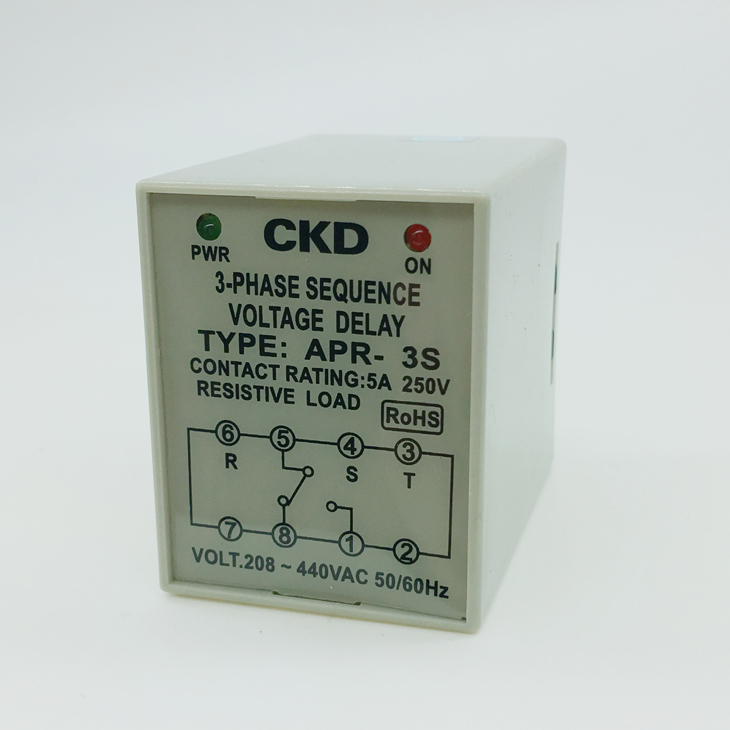 CKD
PWR
ON
3-PHASE SEQUENCE
VOLTAGE DELAY
TYPE: APR- 3S
CONTACT RATING:5A 250V
RESISTIVE LOAD
RoHS
6 5 4 3
R S T
7 8 1 2
VOLT.208 ~ 440VAC 50/60Hz